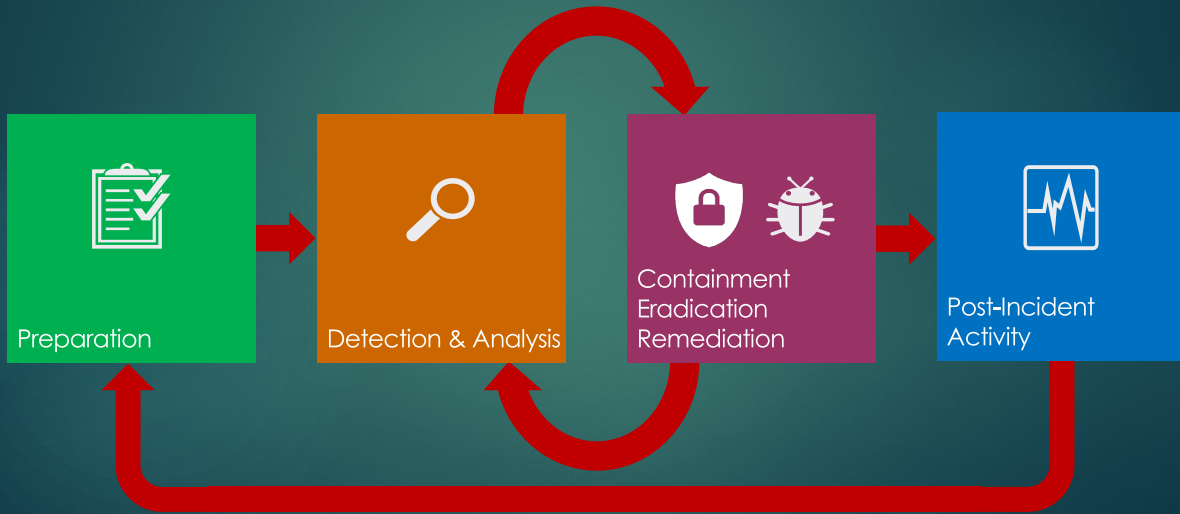 Preparation
Detection & Analysis
Containment
Eradication
Remediation
Post-Incident
Activity